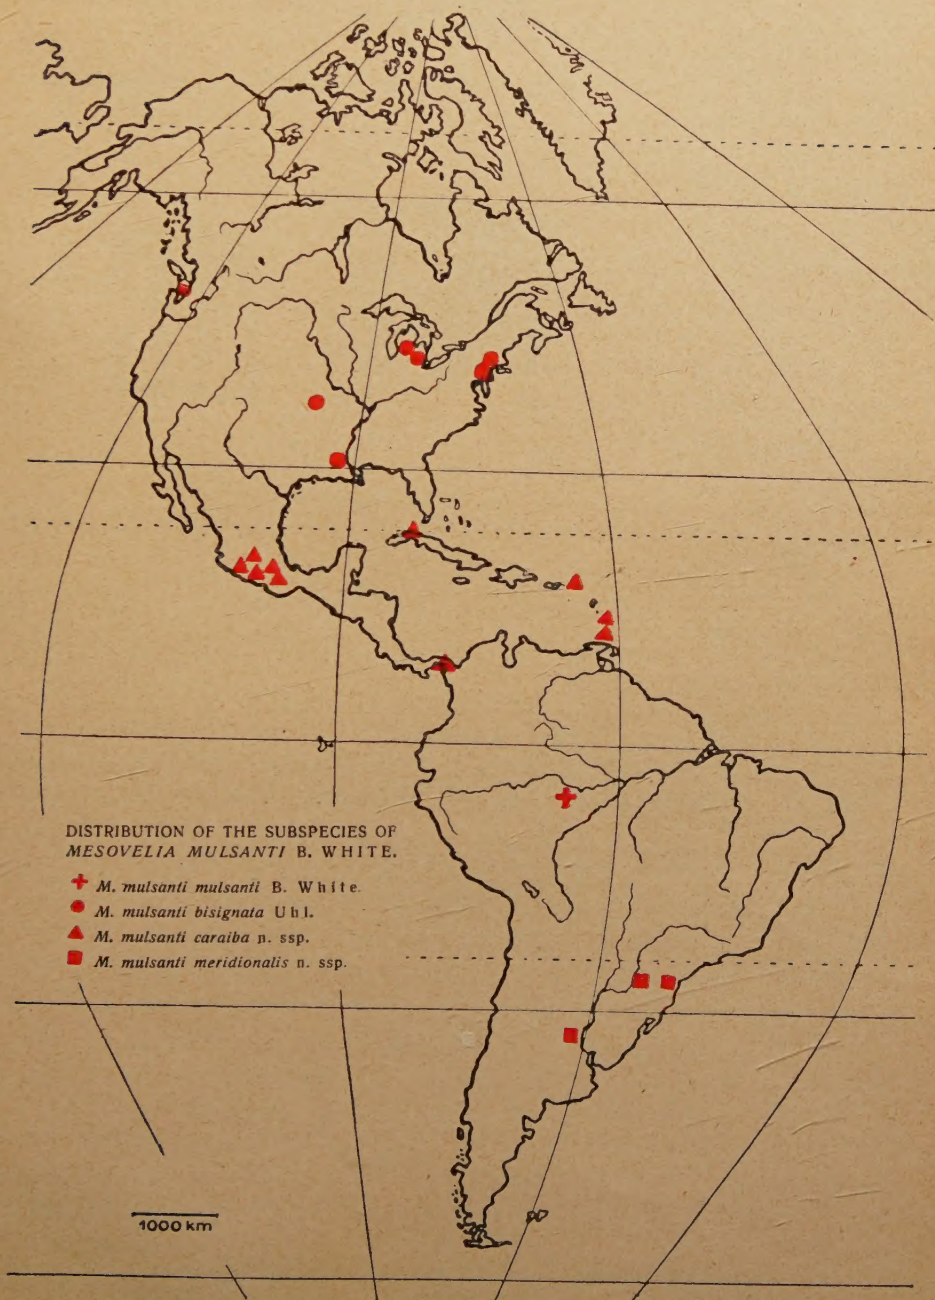 DISTRIBUTION OF THE SUBSPECIES OF
MESOVELIA MULSANTI B. WHITE.
M. mulsanti mulsanti B. White.
M. mulsanti bisignata Uhl.
M. mulsanti caraiba n. ssp.
M. mulsanti meridionalis n. ssp.
1000 km